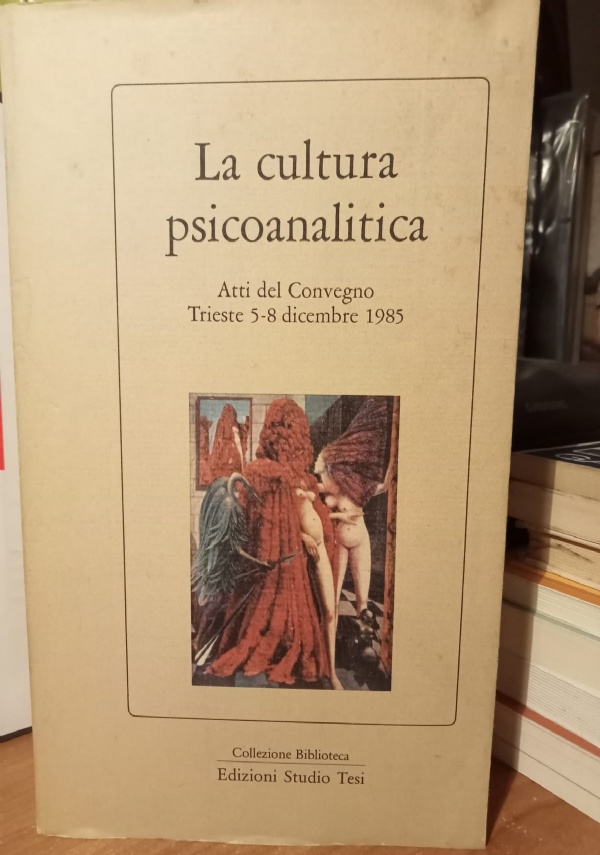 La cultura
psicoanalitica
Atti del Convegno
Trieste 5-8 dicembre 1985
Collezione Biblioteca
Edizioni Studio Tesi